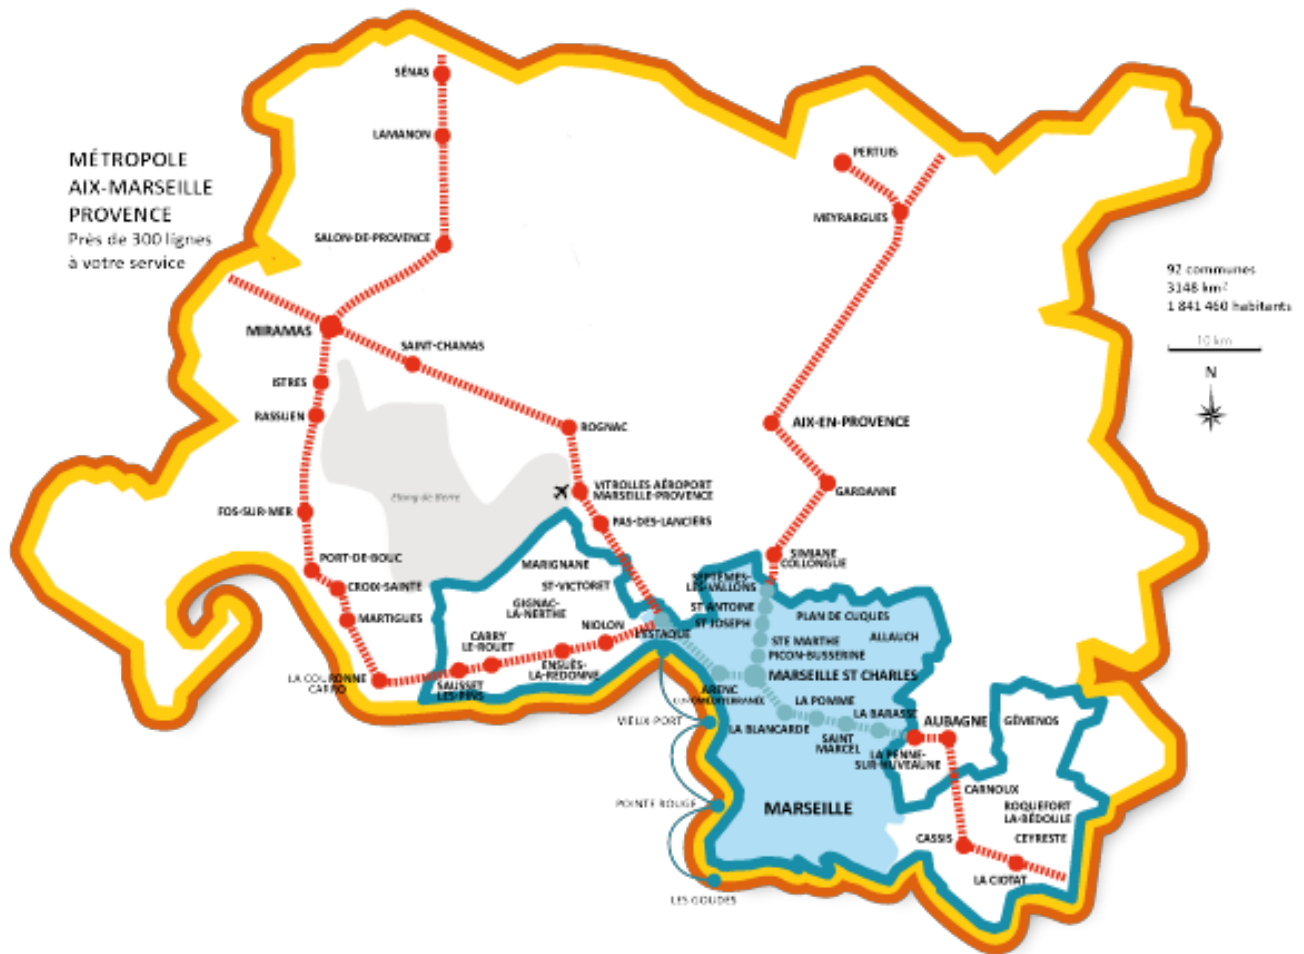 SÉNAS
LAMANON
MÉTROPOLE
AIX-MARSEILLE
PROVENCE
Près de 300 lignes
à votre service
PERTUIS
MEYRARGUES
SALON-DE-PROVENCE
92 communes
3148 km²
1 841 460 habitants
10 km
N
MIRAMAS
SAINT-CHAMAS
ISTRES
RASSUEN
ROGNAC
AIX-EN-PROVENCE
Etang de Berre
VITROLLES AÉROPORT
MARSEILLE-PROVENCE
GARDANNE
FOS-SUR-MER
PAS-DES-LANCIERS
PORT-DE-BOUC
MARIGNANE
SIMIANE
COLLONGUE
CROIX-SAINTE
ST-VICTORET
SEPTÈMES-
LES-VALLONS
GIGNAC-
LA-NERTHE
ST ANTOINE
PLAN DE CUQUES
MARTIGUES
NIOLON
L'ESTAQUE
ST JOSEPH
CARRY
LE-ROUET
STE MARTHE
ALLAUCH
PICON-BUSSERINE
ENSUÈS-
LA-REDONNE
MARSEILLE ST CHARLES
LA COURONNE
CARRO
SAUSSET
LES-PINS
ARENC
LA POMME
LA BARASSE
VIEUX-PORT
LA BLANCARDE
AUBAGNE
GÉMENOS
SAINT
MARCEL
LA PENNE-
SUR-HUVEAUNE
CARNOUX
POINTE ROUGE
MARSEILLE
ROQUEFORT
LA-BÉDOULE
CASSIS
CEYRESTE
LA CIOTAT
LES GOUDES